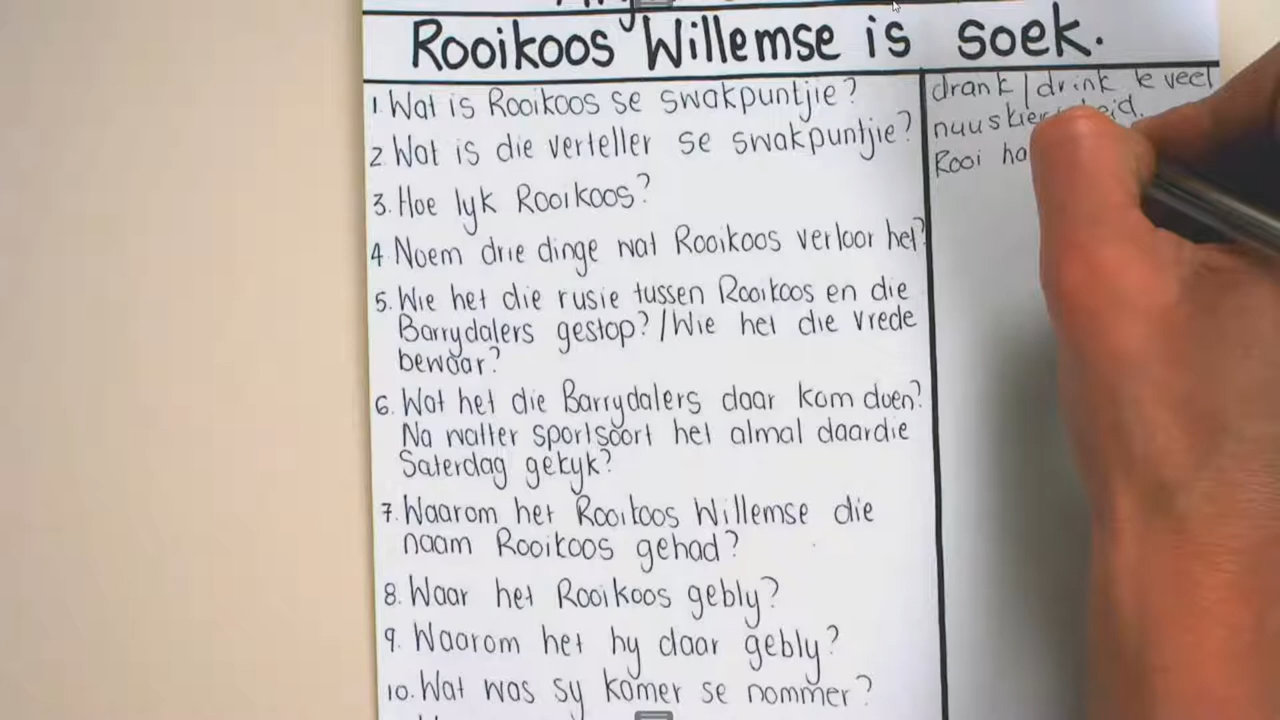 Rooikoos Willemse is soek.
1. Wat is Rooikoos se swakpuntjie?
drank / drink te veel
2. Wat is die verteller se swakpuntjie?
3. Hoe lyk Rooikoos?
Rooi
4. Noem drie dinge wat Rooikoos verloor het?
5. Wie het die rusie tussen Rooikoos en die
Barrydalers gestop? / Wie het die vrede
bewaar?
6. Wat het die Barrydalers daar kom doen?
Na watter sportsoort het almal daardie
Saterdag gekyk?
7. Waarom het Rooikoos Willemse die
naam Rooikoos gehad?
8. Waar het Rooikoos gebly?
9. Waarom het hy daar gebly?
10. Wat was sy kamer se nommer?